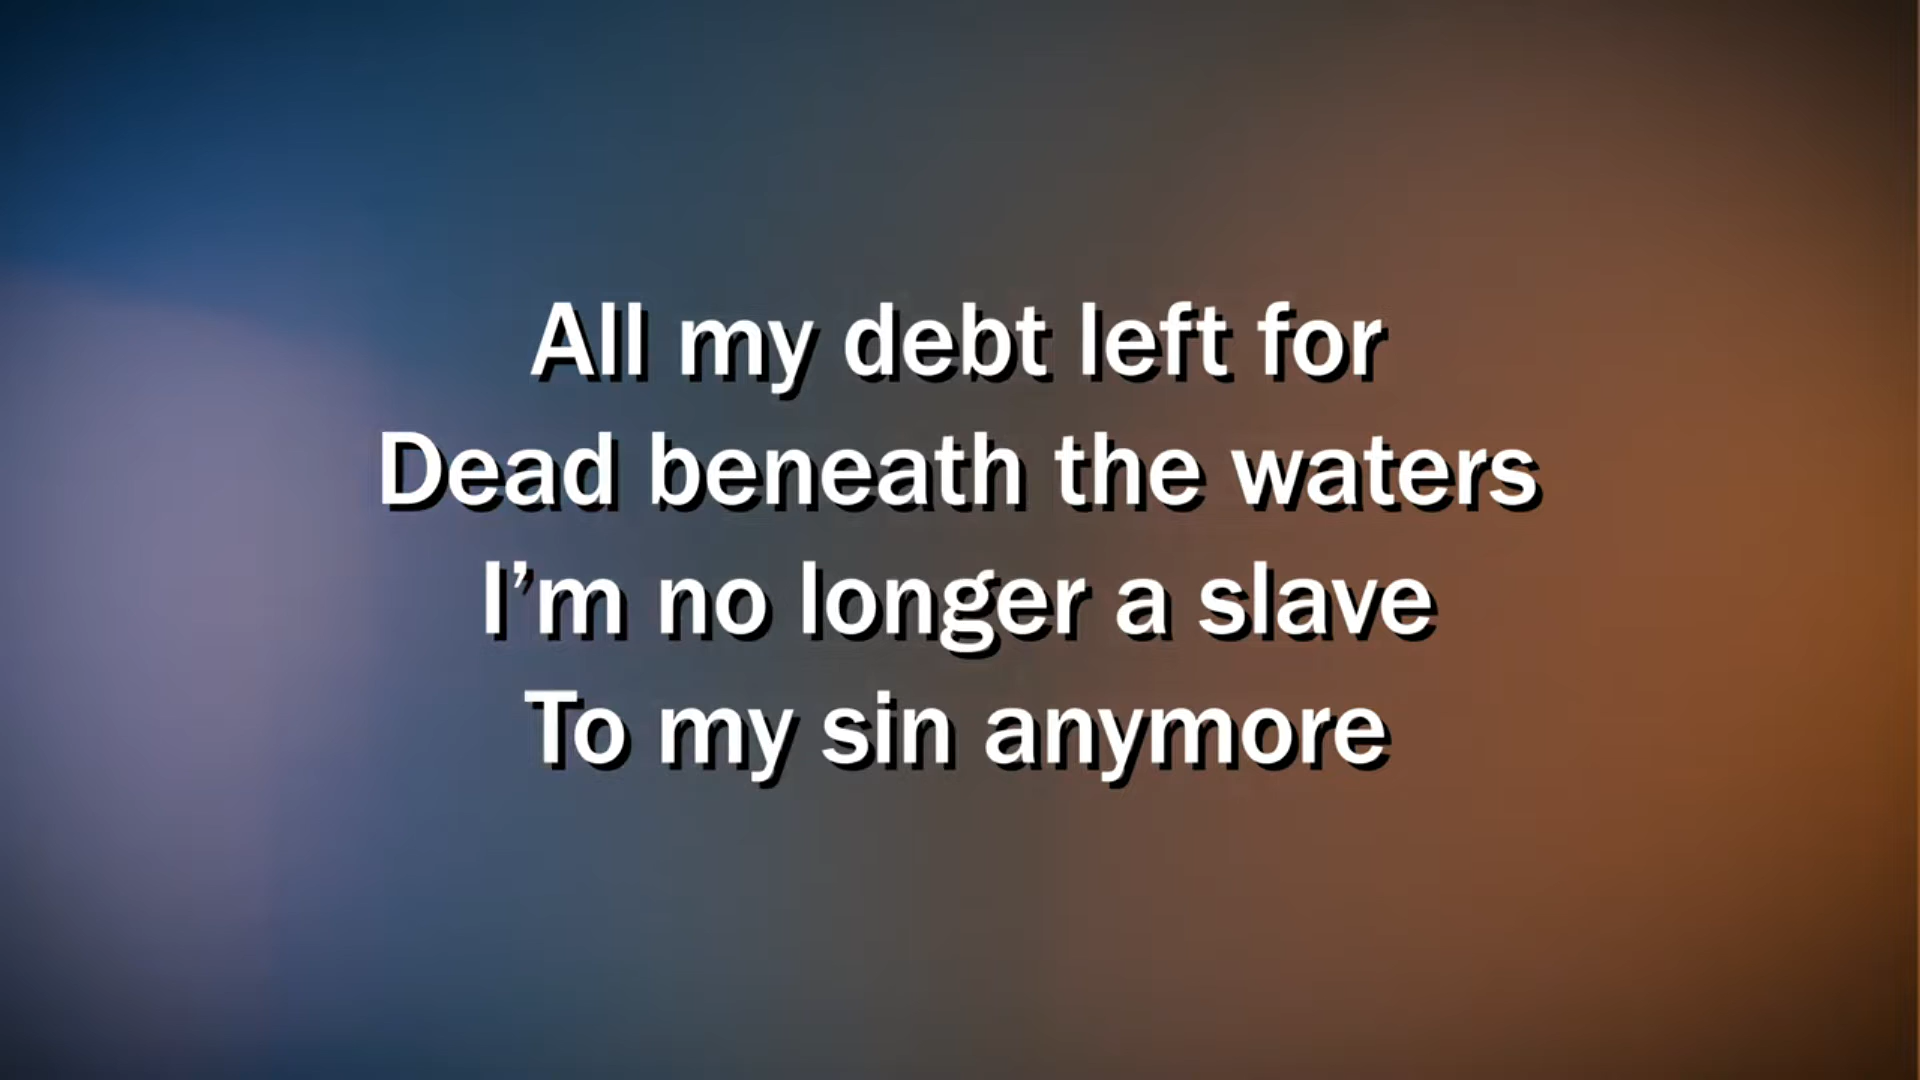 All my debt left for
Dead beneath the waters
I’m no longer a slave
To my sin anymore